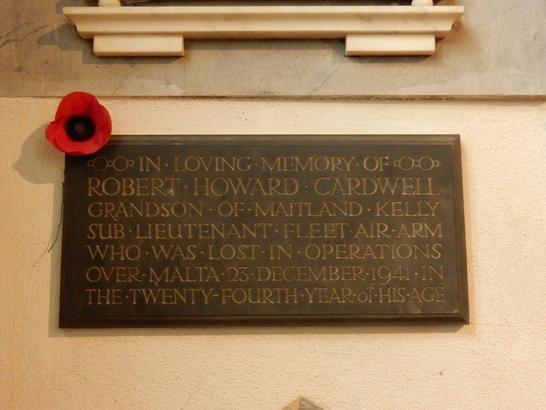 IN · LOVING · MEMORY · OF
ROBERT · HOWARD · CARDWELL
GRANDSON · OF · MAITLAND · KELLY
SUB · LIEUTENANT · FLEET · AIR · ARM
WHO · WAS · LOST · IN · OPERATIONS
OVER · MALTA · 23 · DECEMBER · 1941 · IN
THE · TWENTY-FOURTH · YEAR · of · HIS · AGE